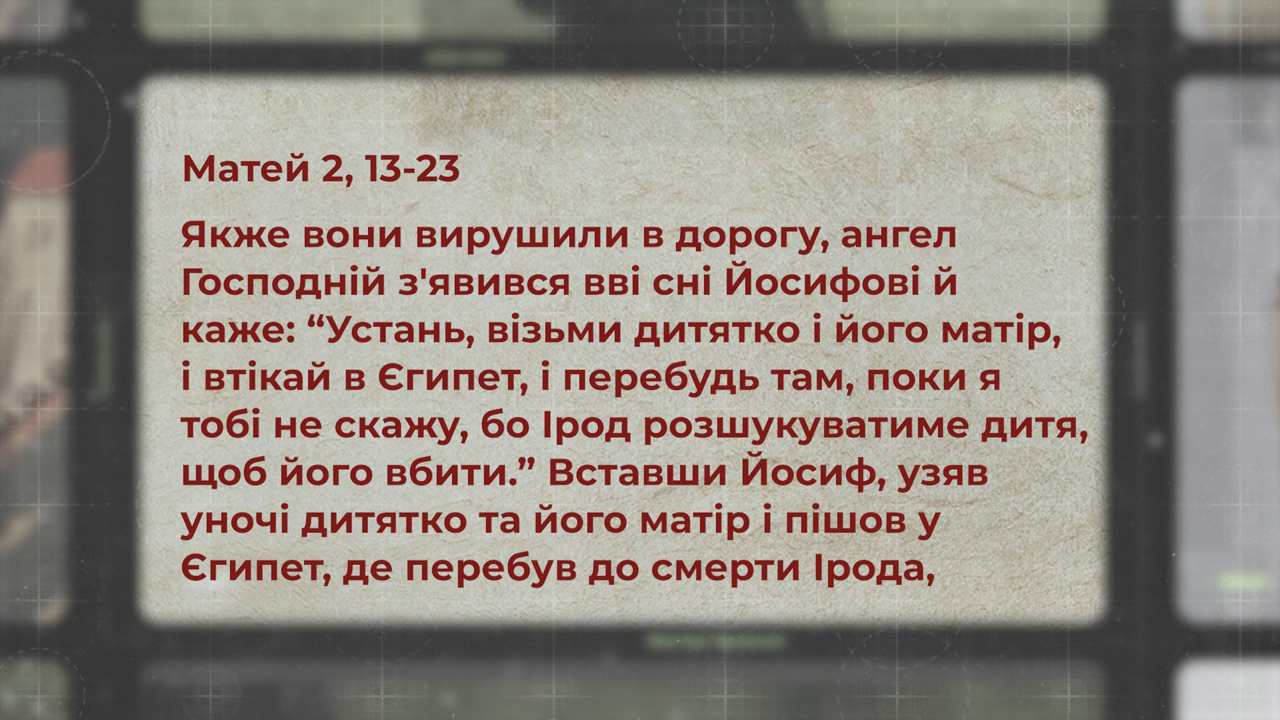 Матей 2, 13-23
Якже вони вирушили в дорогу, ангел
Господній з'явився вві сні Йосифові й
каже: “Устань, візьми дитятко і його матір,
і втікай в Єгипет, і перебудь там, поки я
тобі не скажу, бо Ірод розшукуватиме дитя,
щоб його вбити.” Вставши Йосиф, узяв
уночі дитятко та його матір і пішов у
Єгипет, де перебув до смерти Ірода,